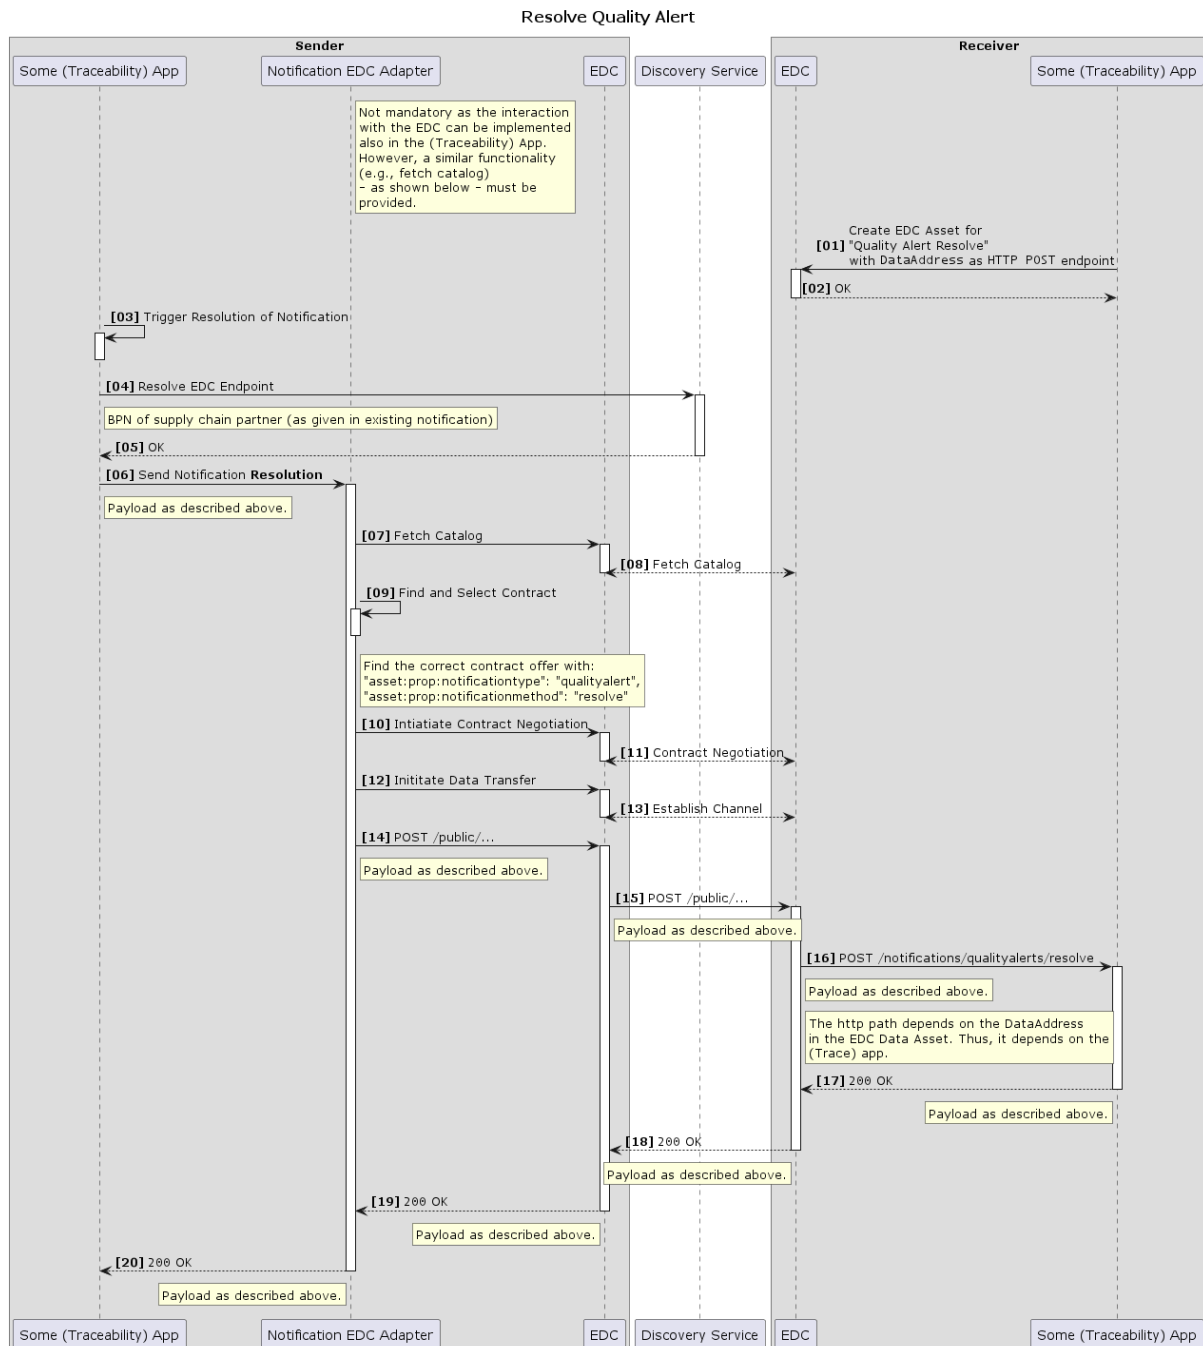 Resolve Quality Alert
Sender
Receiver
Some (Traceability) App
Notification EDC Adapter
EDC
Discovery Service
EDC
Some (Traceability) App
Not mandatory as the interaction
with the EDC can be implemented
also in the (Traceability) App.
However, a similar functionality
(e.g., fetch catalog)
- as shown below - must be
provided.
Create EDC Asset for
[01] "Quality Alert Resolve"
with DataAddress as HTTP POST endpoint
[02] OK
[03] Trigger Resolution of Notification
[04] Resolve EDC Endpoint
BPN of supply chain partner (as given in existing notification)
[05] OK
[06] Send Notification Resolution
Payload as described above.
[07] Fetch Catalog
[08] Fetch Catalog
[09] Find and Select Contract
Find the correct contract offer with:
"asset:prop:notificationtype": "qualityalert",
"asset:prop:notificationmethod": "resolve"
[10] Intiatiate Contract Negotiation
[11] Contract Negotiation
[12] Inititate Data Transfer
[13] Establish Channel
[14] POST /public/...
Payload as described above.
[15] POST /public/...
Payload as described above.
[16] POST /notifications/qualityalerts/resolve
Payload as described above.
The http path depends on the DataAddress
in the EDC Data Asset. Thus, it depends on the
(Trace) app.
[17] 200 OK
Payload as described above.
[18] 200 OK
Payload as described above.
[19] 200 OK
Payload as described above.
[20] 200 OK
Payload as described above.
Some (Traceability) App
Notification EDC Adapter
EDC
Discovery Service
EDC
Some (Traceability) App